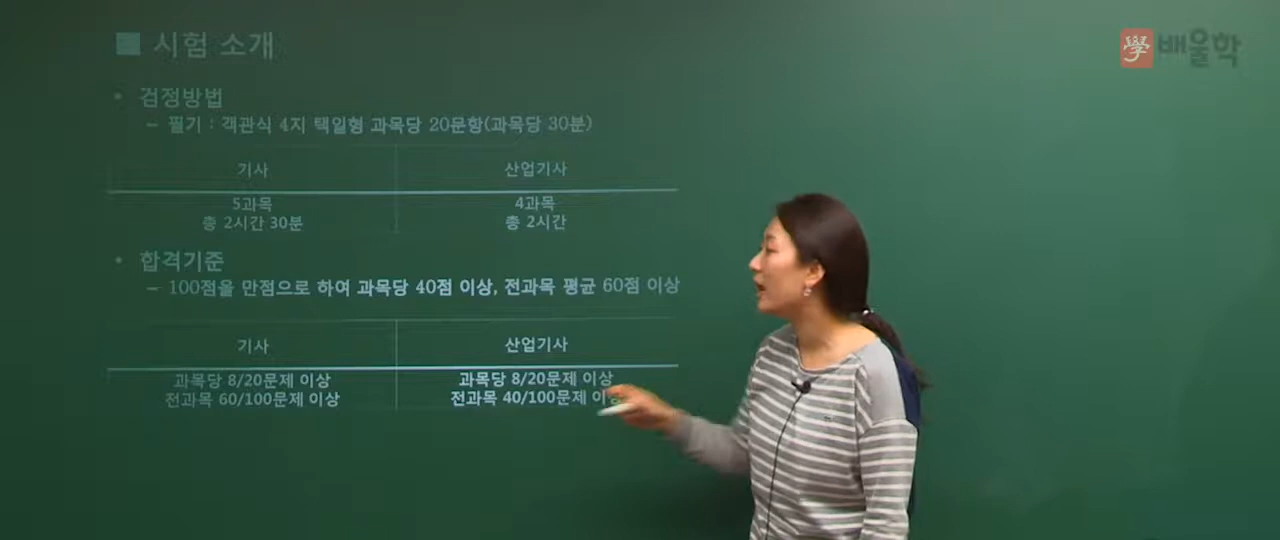 시험 소개
學 배울학
• 검정방법
– 필기 : 객관식 4지 택일형 과목당 20문항(과목당 30분)
기사 산업기사
5과목 4과목
총 2시간 30분 총 2시간
• 합격기준
– 100점을 만점으로 하여 과목당 40점 이상, 전과목 평균 60점 이상
기사 산업기사
과목당 8/20문제 이상 과목당 8/20문제 이상
전과목 60/100문제 이상 전과목 40/100문제